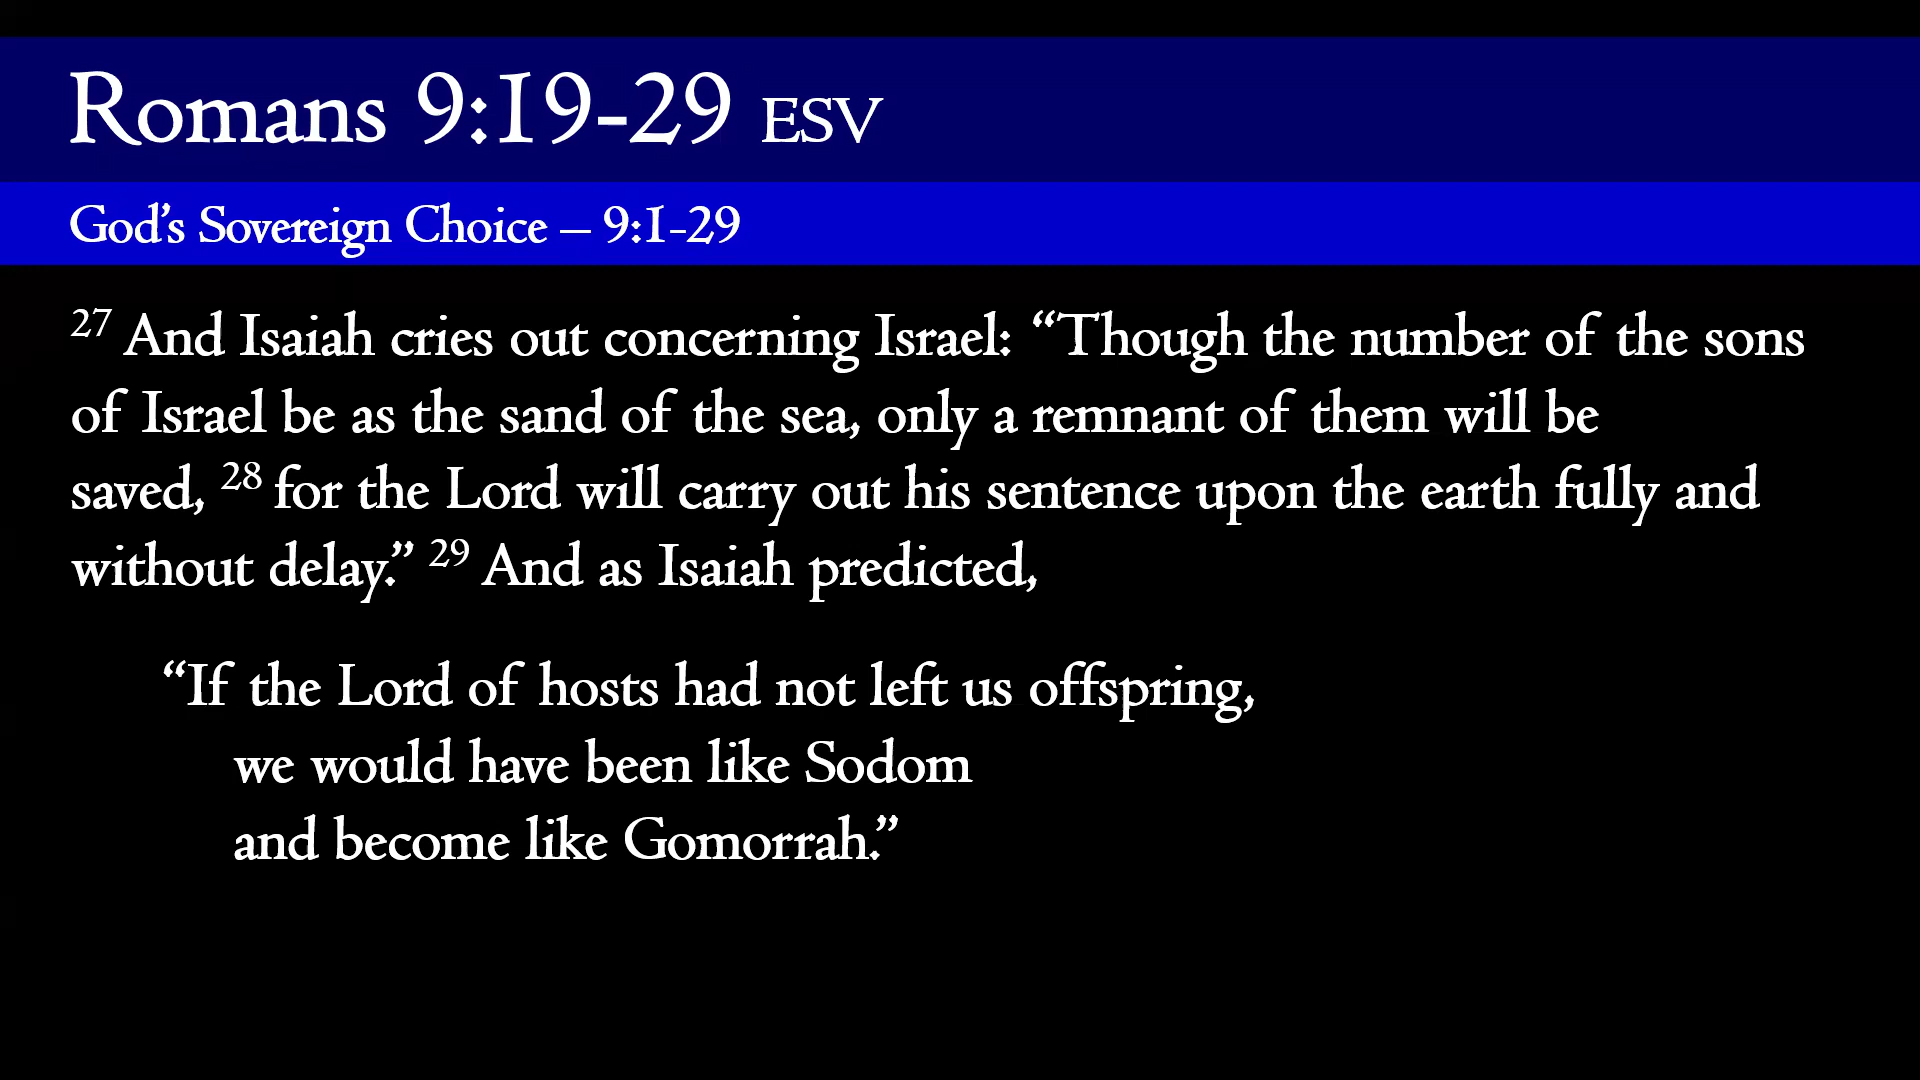 Romans 9:19-29 ESV
God’s Sovereign Choice – 9:1-29
27 And Isaiah cries out concerning Israel: “Though the number of the sons
of Israel be as the sand of the sea, only a remnant of them will be
saved, 28 for the Lord will carry out his sentence upon the earth fully and
without delay.” 29 And as Isaiah predicted,
“If the Lord of hosts had not left us offspring,
we would have been like Sodom
and become like Gomorrah.”